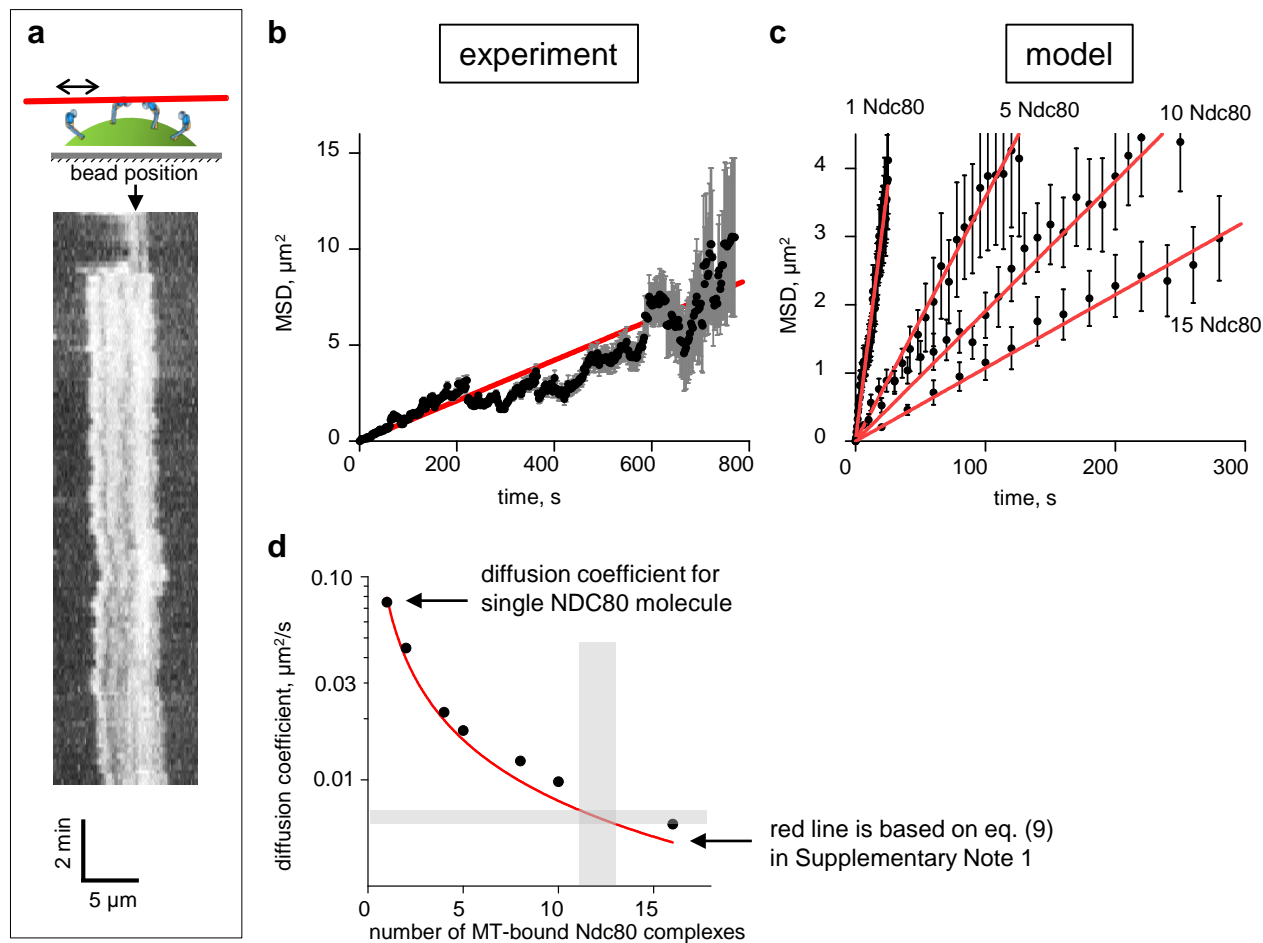 a
bead position
2 min
5 µm
b
experiment
MSD, µm²
15
10
5
0
0
200
400
600
800
time, s
c
model
1 Ndc80
5 Ndc80
10 Ndc80
15 Ndc80
MSD, µm²
4
3
2
1
0
0
100
200
300
time, s
d
diffusion coefficient, µm²/s
0.10
0.03
0.01
0
5
10
15
number of MT-bound Ndc80 complexes
diffusion coefficient for
single NDC80 molecule
red line is based on eq. (9)
in Supplementary Note 1